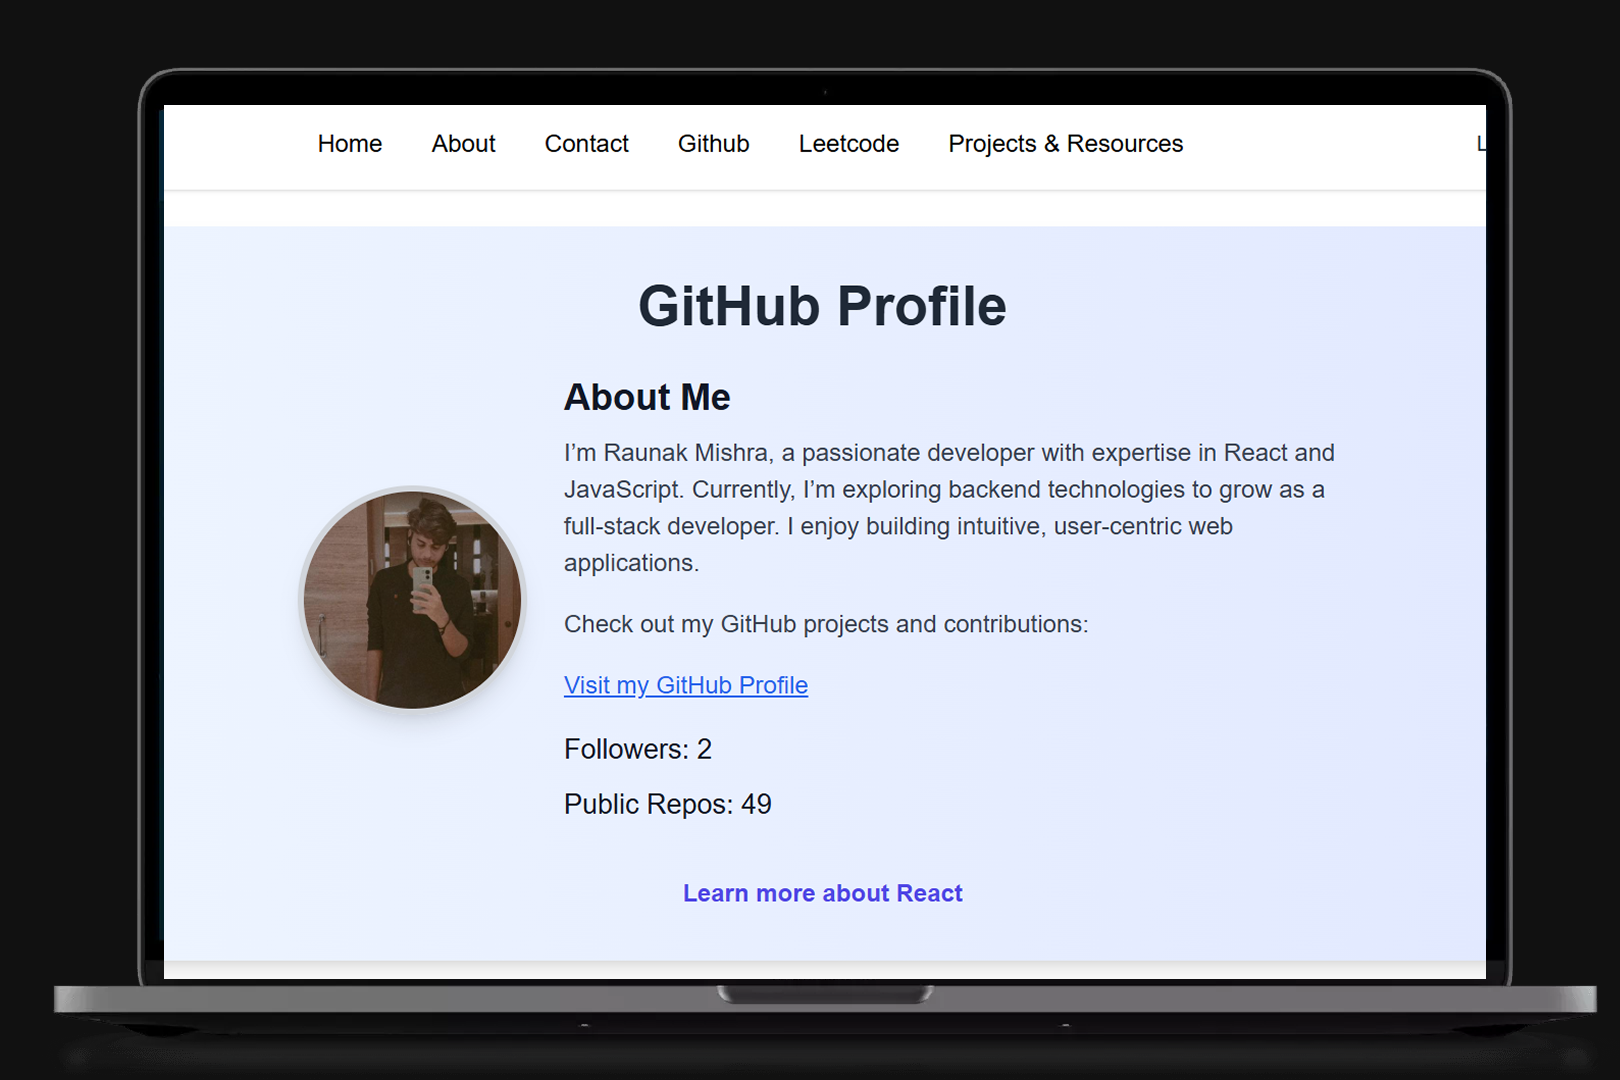 Home About Contact Github Leetcode Projects & Resources
GitHub Profile
About Me
I’m Raunak Mishra, a passionate developer with expertise in React and
JavaScript. Currently, I’m exploring backend technologies to grow as a
full-stack developer. I enjoy building intuitive, user-centric web
applications.
Check out my GitHub projects and contributions:
Visit my GitHub Profile
Followers: 2
Public Repos: 49
Learn more about React